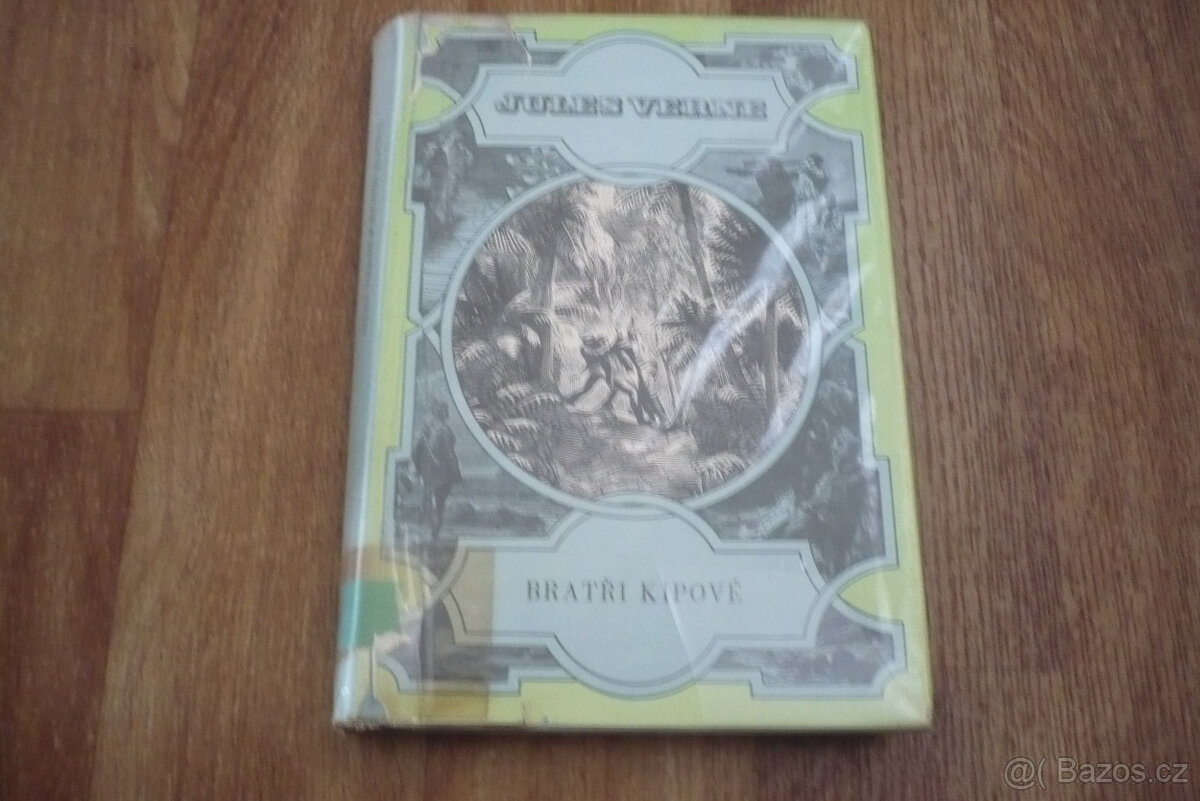 JULES VERNE
BRATŘI KIPOVÉ
@( Bazos.cz